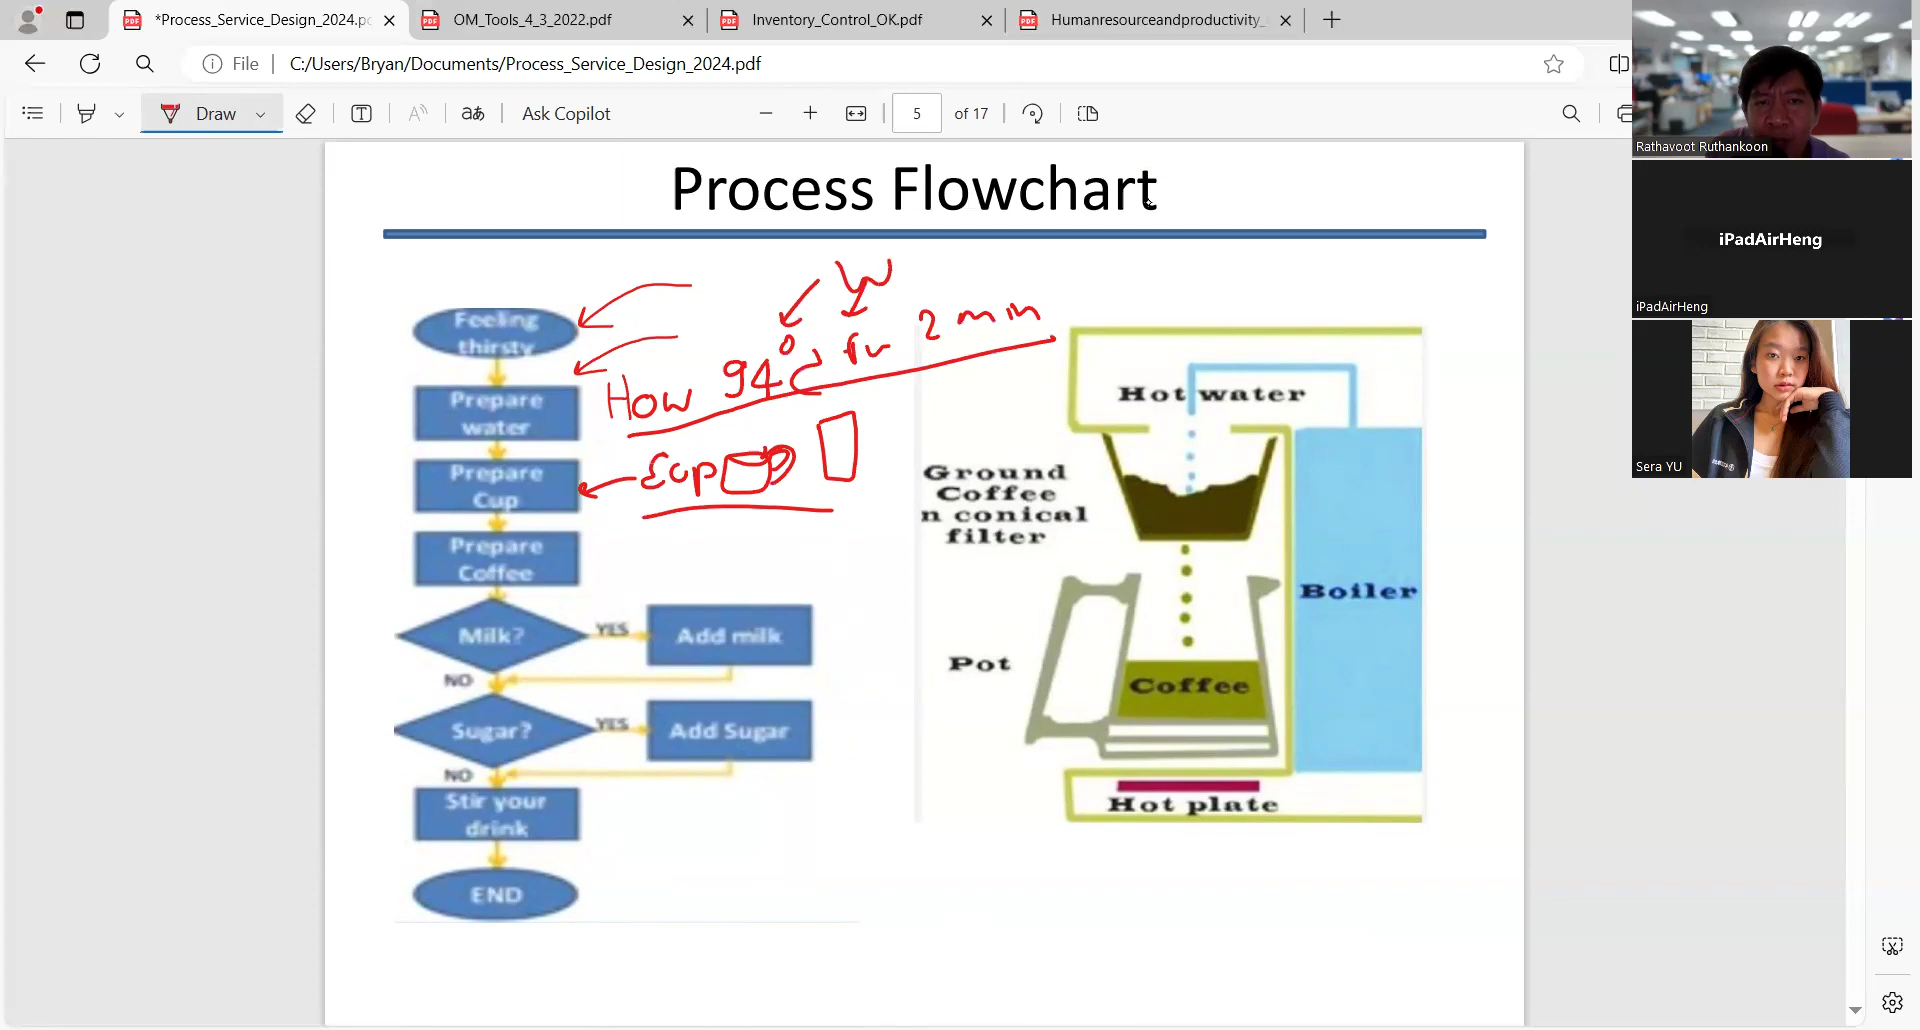 *Process_Service_Design_2024.pd
OM_Tools_4_3_2022.pdf
Inventory_Control_OK.pdf
Humanresourceandproductivity_
File
C:/Users/Bryan/Documents/Process_Service_Design_2024.pdf
Draw
Ask Copilot
5 of 17
Process Flowchart
Feeling
thirsty
Prepare
water
Prepare
Cup
Prepare
Coffee
Milk?
YES
Add milk
NO
Sugar?
YES
Add Sugar
NO
Stir your
drink
END
W
How 94°C for 2 min
cup
Hot water
Ground
Coffee
n conical
filter
Boiler
Pot
Coffee
Hot plate
Rathavoot Ruthankoon
iPadAirHeng
iPadAirHeng
Sera YU